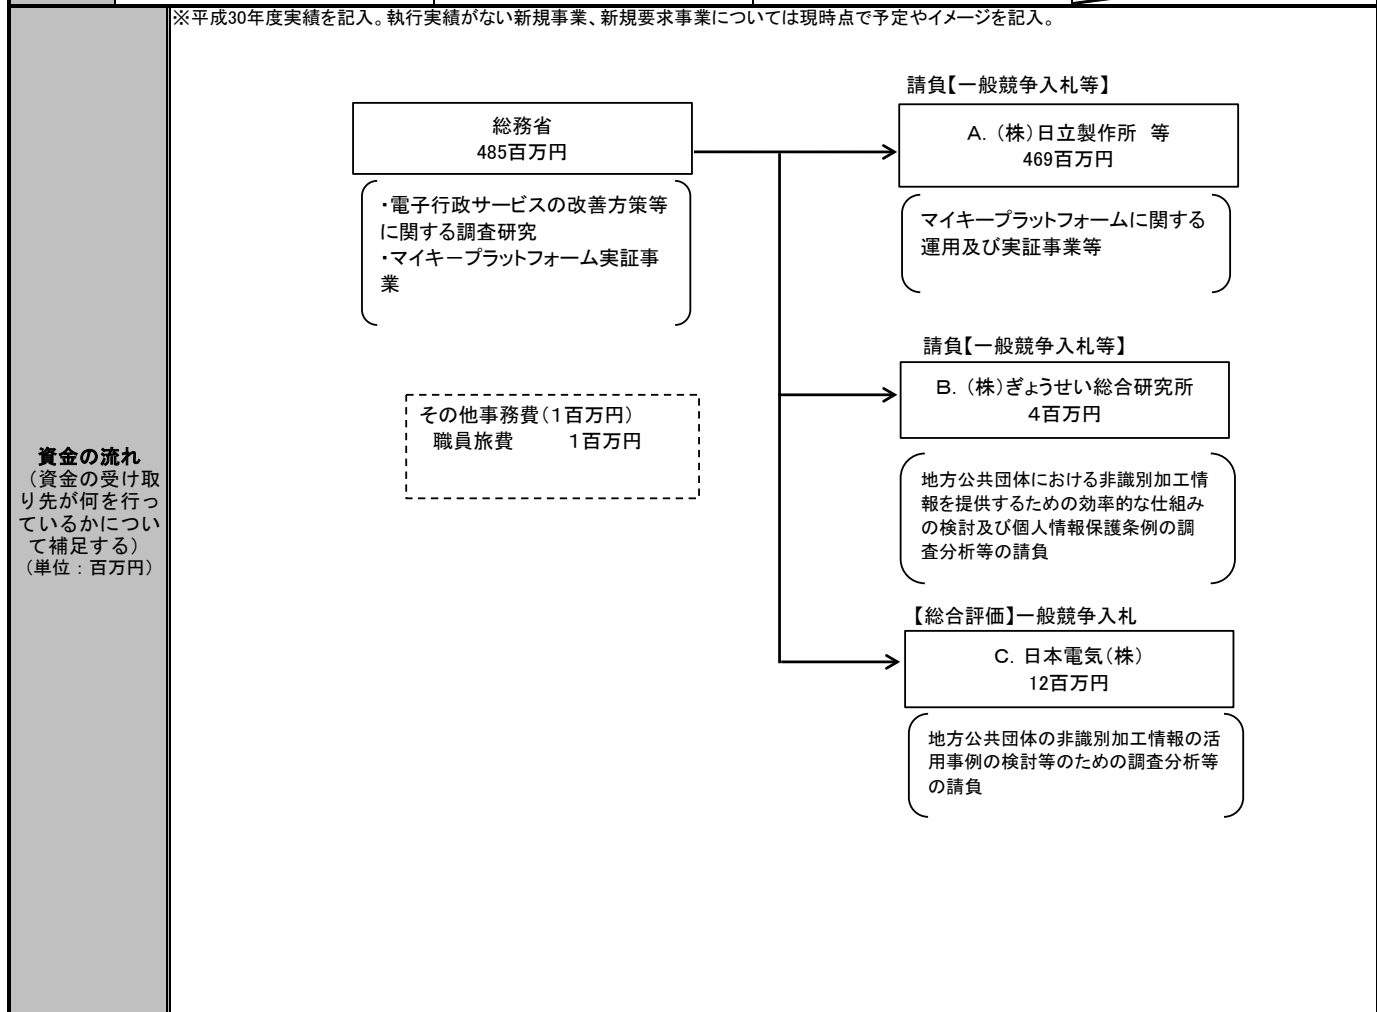 ※平成30年度実績を記入。執行実績がない新規事業、新規要求事業については現時点で予定やイメージを記入。
資金の流れ
（資金の受け取
り先が何を行っ
ているかについ
て補足する）
（単位：百万円）
総務省
485百万円
・電子行政サービスの改善方策等
に関する調査研究
・マイキープラットフォーム実証事
業
その他事務費（１百万円）
職員旅費　　　１百万円
請負【一般競争入札等】
Ａ．（株）日立製作所　等
469百万円
マイキープラットフォームに関する
運用及び実証事業等
請負【一般競争入札等】
Ｂ．（株）ぎょうせい総合研究所
４百万円
地方公共団体における非識別加工情
報を提供するための効率的な仕組み
の検討及び個人情報保護条例の調
査分析等の請負
【総合評価】一般競争入札
Ｃ．日本電気（株）
12百万円
地方公共団体の非識別加工情報の活
用事例の検討等のための調査分析等
の請負